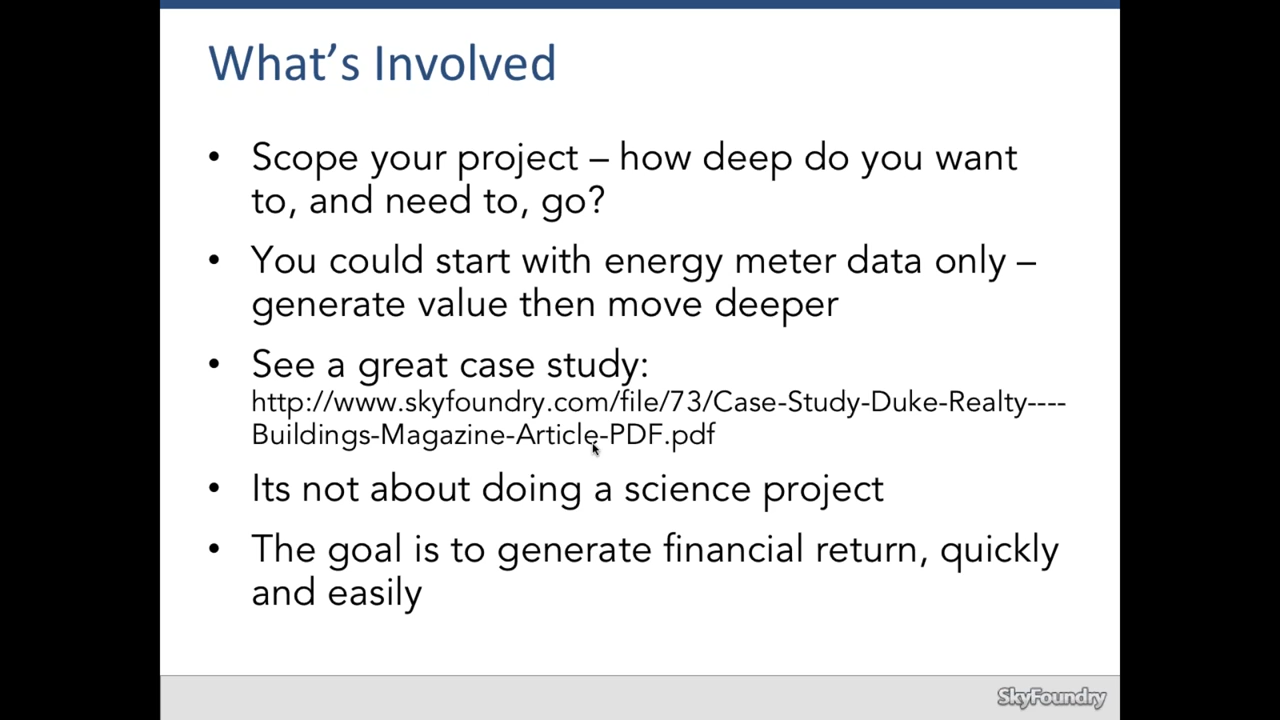 What's Involved
• Scope your project – how deep do you want
to, and need to, go?
• You could start with energy meter data only –
generate value then move deeper
• See a great case study:
http://www.skyfoundry.com/file/73/Case-Study-Duke-Realty----
Buildings-Magazine-Article-PDF.pdf
• Its not about doing a science project
• The goal is to generate financial return, quickly
and easily
SkyFoundry